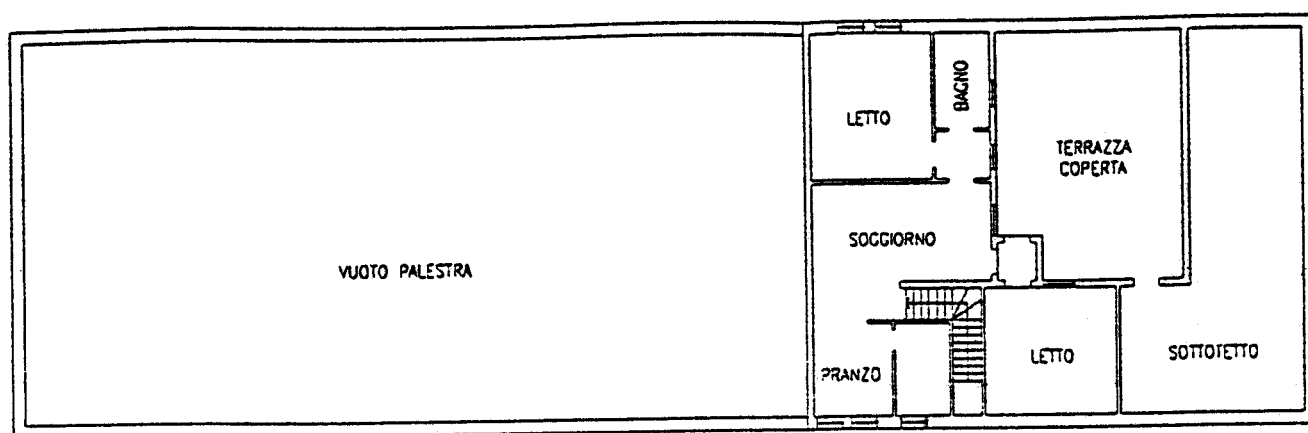 LETTO
BAGNO
TERRAZZA
COPERTA
SOGGIORNO
VUOTO PALESTRA
PRANZO
LETTO
SOTTOTETTO